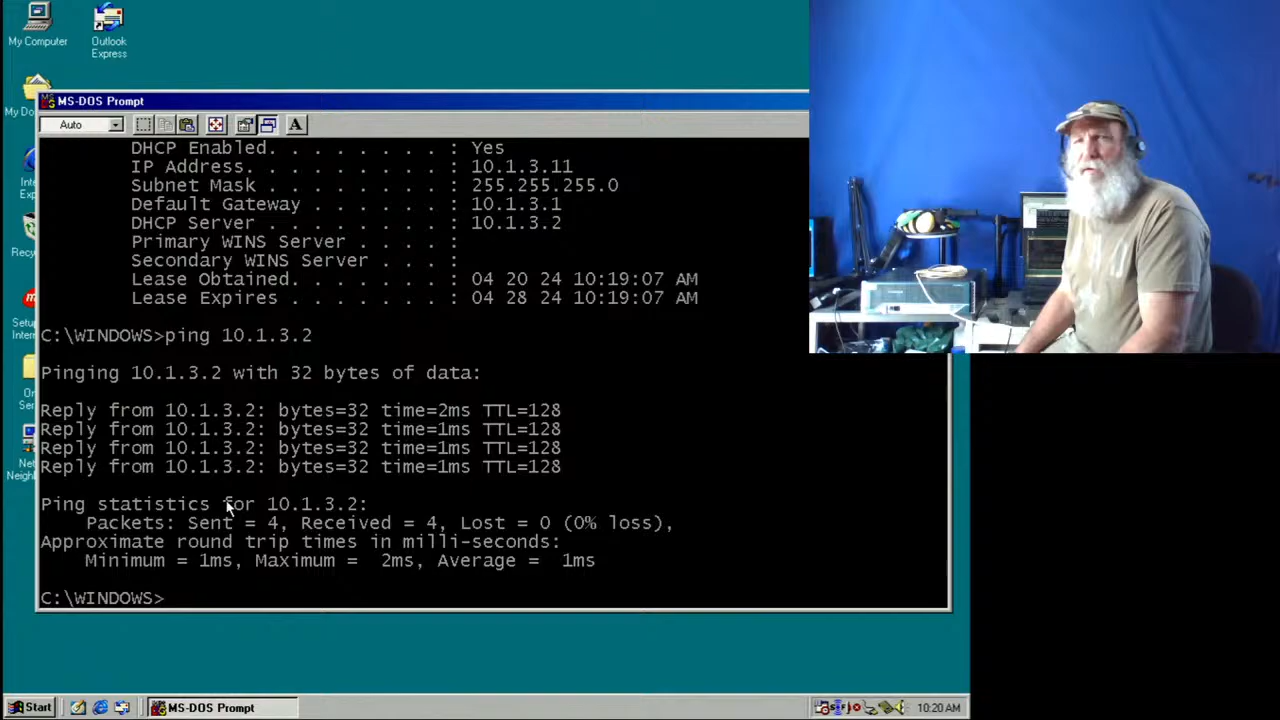 My Computer
Outlook
Express
MS-DOS Prompt
Auto
A
DHCP Enabled. . . . . . . . : Yes
IP Address. . . . . . . . . : 10.1.3.11
Subnet Mask . . . . . . . . : 255.255.255.0
Default Gateway . . . . . . : 10.1.3.1
DHCP Server . . . . . . . . : 10.1.3.2
Primary WINS Server . . . . :
Secondary WINS Server . . . :
Lease Obtained. . . . . . . : 04 20 24 10:19:07 AM
Lease Expires . . . . . . . : 04 28 24 10:19:07 AM
C:\WINDOWS>ping 10.1.3.2
Pinging 10.1.3.2 with 32 bytes of data:
Reply from 10.1.3.2: bytes=32 time=2ms TTL=128
Reply from 10.1.3.2: bytes=32 time=1ms TTL=128
Reply from 10.1.3.2: bytes=32 time=1ms TTL=128
Reply from 10.1.3.2: bytes=32 time=1ms TTL=128
Ping statistics for 10.1.3.2:
Packets: Sent = 4, Received = 4, Lost = 0 (0% loss),
Approximate round trip times in milli-seconds:
Minimum = 1ms, Maximum = 2ms, Average = 1ms
C:\WINDOWS>
Start
MS-DOS Prompt
10:20 AM